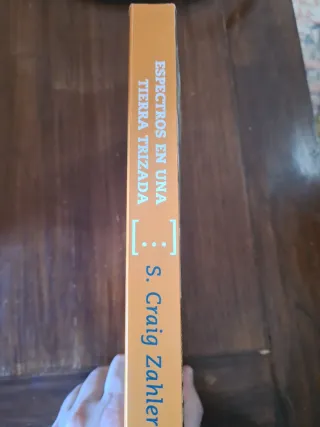 ESPECTROS EN UNA
TIERRA TRIZADA
[...]
S. Craig Zahler